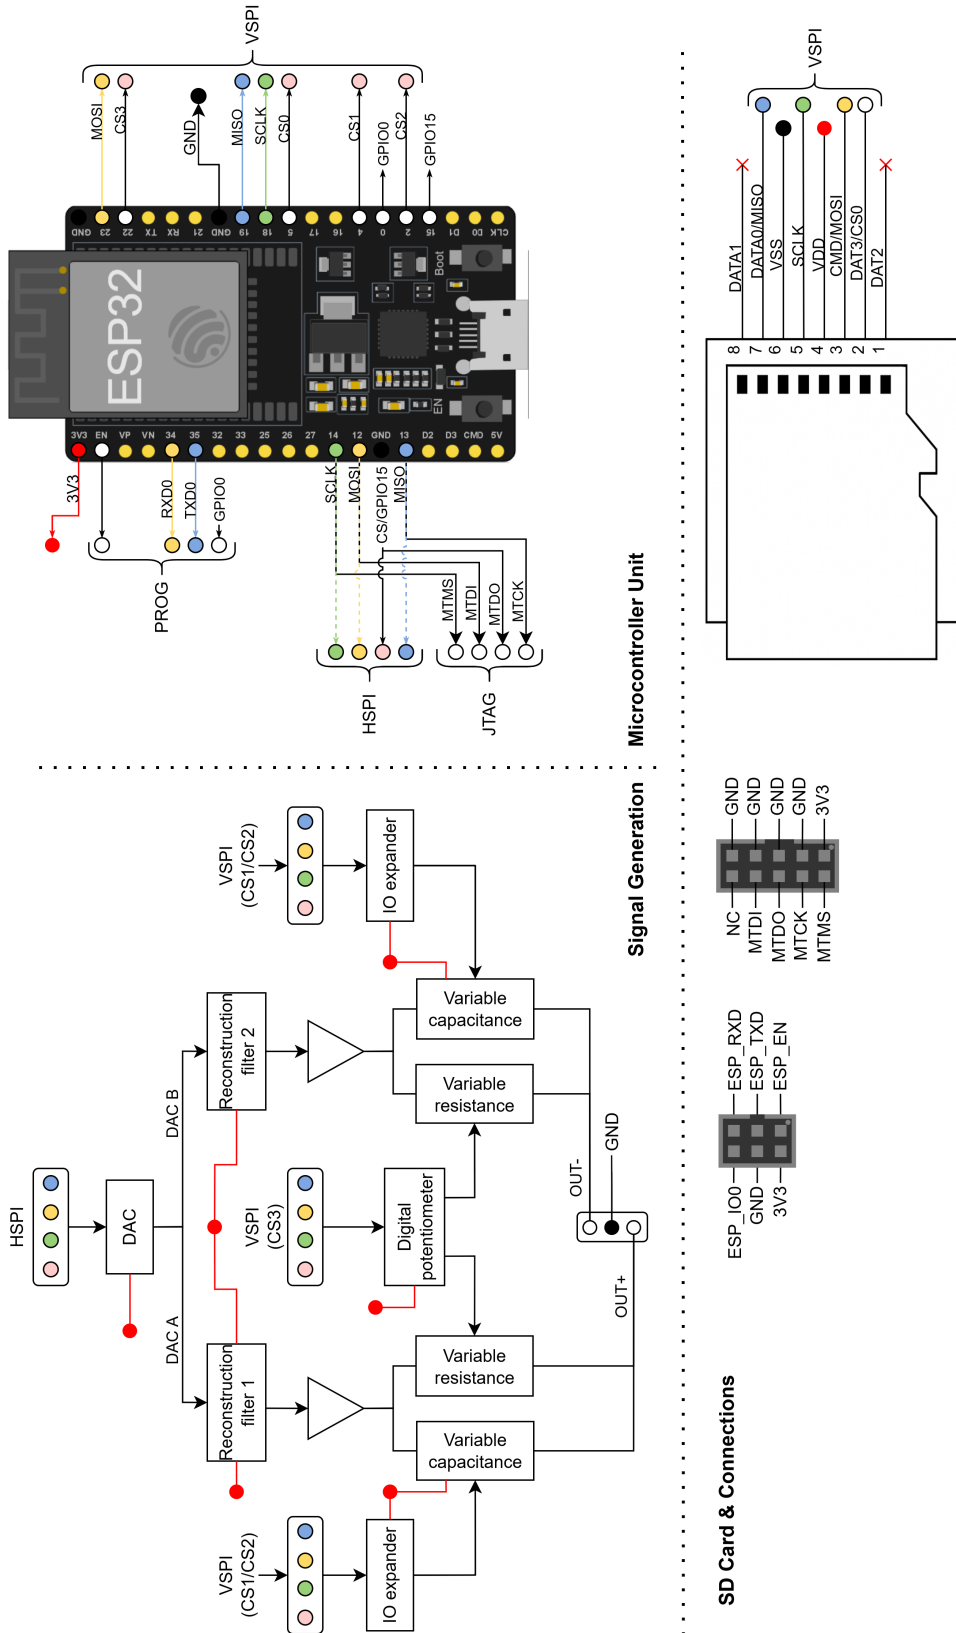 HSPI
DAC
DAC A
DAC B
Reconstruction
filter 1
Reconstruction
filter 2
VSPI
(CS1/CS2)
VSPI
(CS3)
VSPI
(CS1/CS2)
IO expander
Digital
potentiometer
IO expander
Variable
capacitance
Variable
resistance
Variable
resistance
Variable
capacitance
OUT+
OUT-
GND
Signal Generation
3V3
PROG
RXD0
TXD0
GPIO0
HSPI
SCLK
MOSI
CS/GPIO15
MISO
JTAG
MTMS
MTDI
MTDO
MTCK
3V3
EN
VP
VN
34
35
32
33
25
26
27
14
12
GND
13
D2
D3
CMD
5V
ESP32
EN
Boot
GND
23
22
TX
RX
21
GND
19
18
5
17
16
4
0
2
15
D1
D0
CLK
MOSI
CS3
GND
MISO
SCLK
CS0
CS1
GPIO0
CS2
GPIO15
VSPI
Microcontroller Unit
SD Card & Connections
ESP_IO0
GND
3V3
ESP_RXD
ESP_TXD
ESP_EN
NC
MTDI
MTDO
MTCK
MTMS
GND
GND
GND
GND
3V3
8
7
6
5
4
3
2
1
DATA1
DATA0/MISO
VSS
SCLK
VDD
CMD/MOSI
DAT3/CS0
DAT2
VSPI